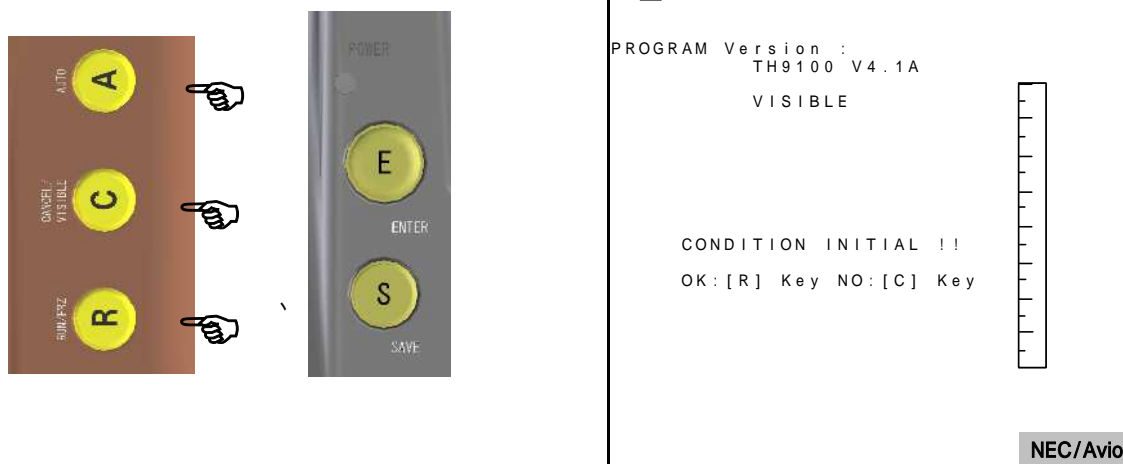 AUTO
A
CANCEL/
VISIBLE
C
RUN/FRZ
R
POWER
E
ENTER
S
SAVE
PROGRAM Version :
TH9100 V4.1A
VISIBLE
CONDITION INITIAL !!
OK:[R] Key NO:[C] Key
NEC/Avio